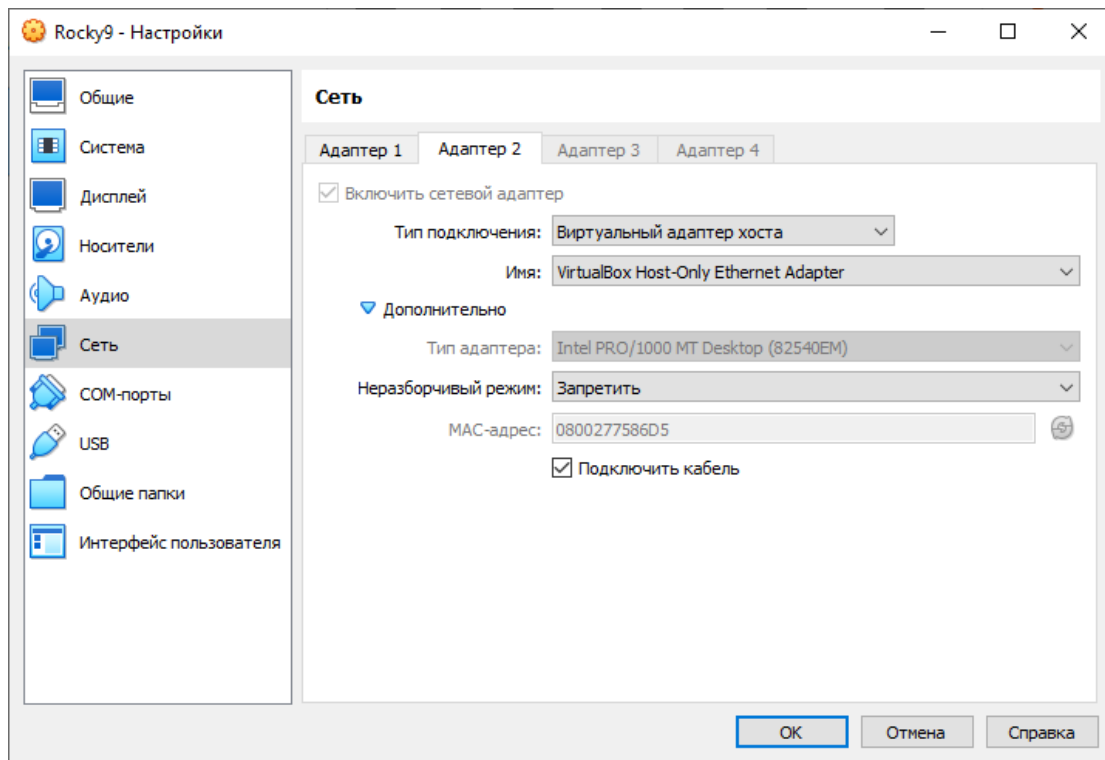 Rocky9 - Настройки
Общие
Система
Дисплей
Носители
Аудио
Сеть
COM-порты
USB
Общие папки
Интерфейс пользователя
Сеть
Адаптер 1 Адаптер 2 Адаптер 3 Адаптер 4
Включить сетевой адаптер
Тип подключения: Виртуальный адаптер хоста
Имя: VirtualBox Host-Only Ethernet Adapter
Дополнительно
Тип адаптера: Intel PRO/1000 MT Desktop (82540EM)
Неразборчивый режим: Запретить
MAC-адрес: 0800277586D5
Подключить кабель
OK Отмена Справка